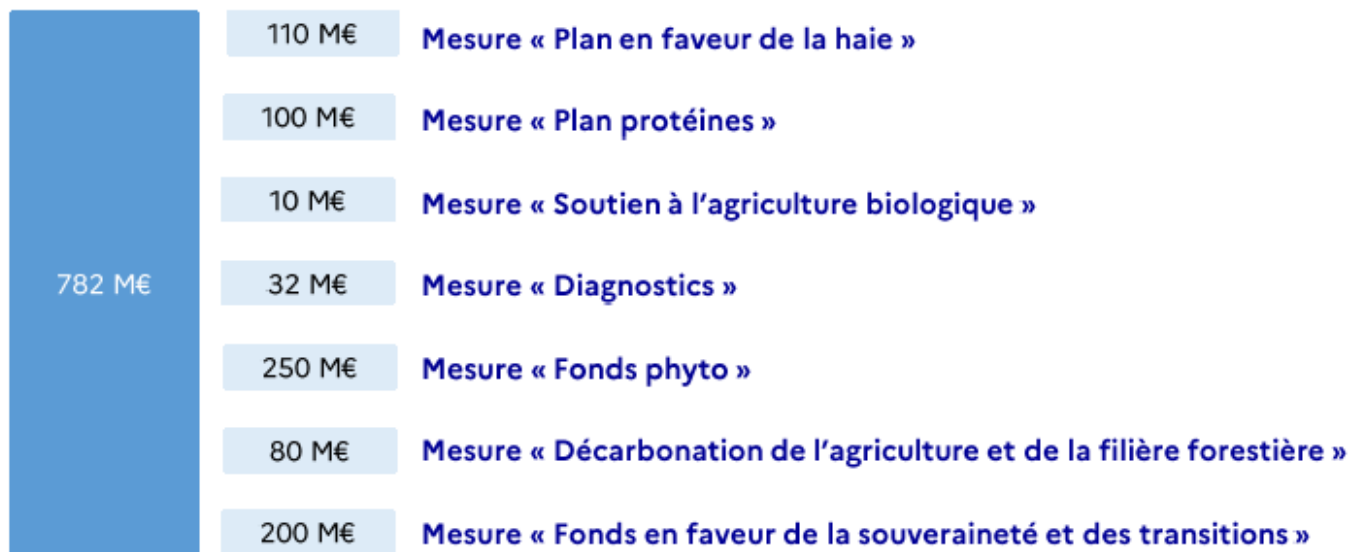 110 M€ Mesure « Plan en faveur de la haie »
100 M€ Mesure « Plan protéines »
10 M€ Mesure « Soutien à l’agriculture biologique »
782 M€ 32 M€ Mesure « Diagnostics »
250 M€ Mesure « Fonds phyto »
80 M€ Mesure « Décarbonation de l’agriculture et de la filière forestière »
200 M€ Mesure « Fonds en faveur de la souveraineté et des transitions »